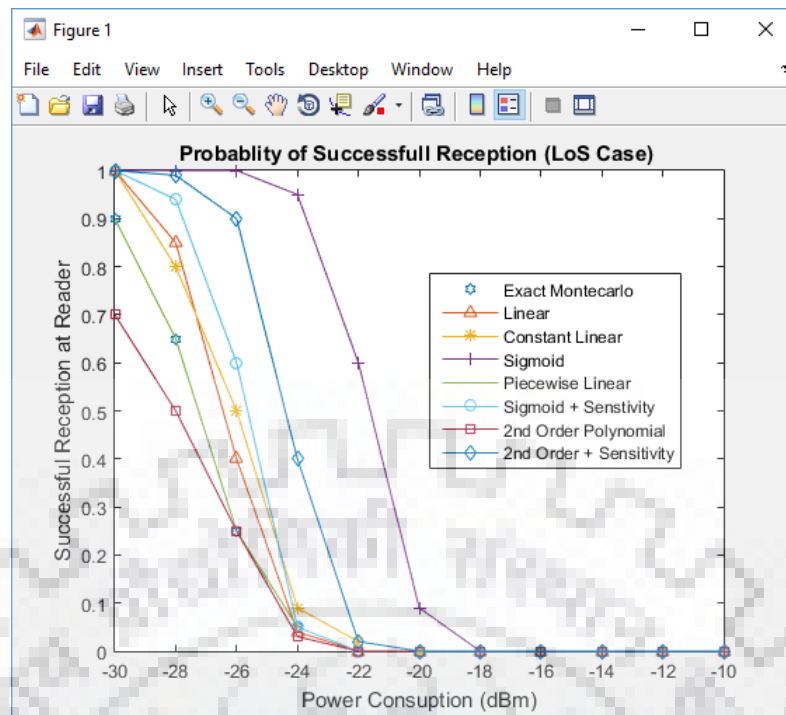 Figure 1
File Edit View Insert Tools Desktop Window Help
Probablity of Successfull Reception (LoS Case)
Successful Reception at Reader
1
0.9
0.8
0.7
0.6
0.5
0.4
0.3
0.2
0.1
0
Exact Montecarlo
Linear
Constant Linear
Sigmoid
Piecewise Linear
Sigmoid + Senstivity
2nd Order Polynomial
2nd Order + Sensitivity
-30 -28 -26 -24 -22 -20 -18 -16 -14 -12 -10
Power Consuption (dBm)